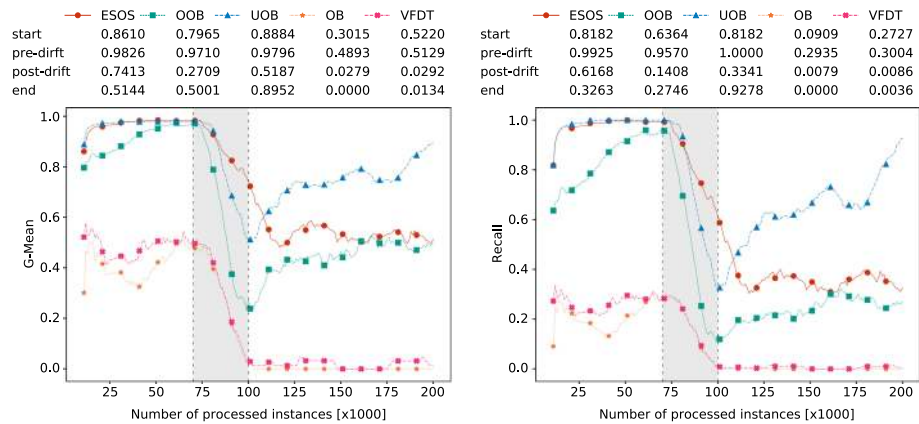 ESOS OOB UOB OB VFDT
start 0.8610 0.7965 0.8884 0.3015 0.5220
pre-dirft 0.9826 0.9710 0.9796 0.4893 0.5129
post-drift 0.7413 0.2709 0.5187 0.0279 0.0292
end 0.5144 0.5001 0.8952 0.0000 0.0134
1.0
0.8
0.6
0.4
0.2
0.0
G-Mean
25 50 75 100 125 150 175 200
Number of processed instances [x1000]
ESOS OOB UOB OB VFDT
start 0.8182 0.6364 0.8182 0.0909 0.2727
pre-dirft 0.9925 0.9570 1.0000 0.2935 0.3004
post-drift 0.6168 0.1408 0.3341 0.0079 0.0086
end 0.3263 0.2746 0.9278 0.0000 0.0036
1.0
0.8
0.6
0.4
0.2
0.0
Recall
25 50 75 100 125 150 175 200
Number of processed instances [x1000]